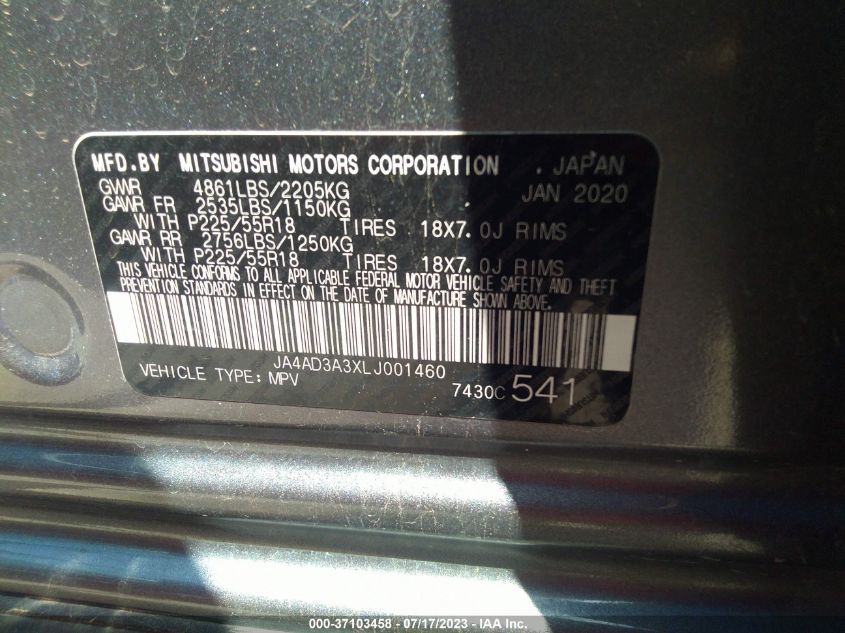 MFD.BY MITSUBISHI MOTORS CORPORATION . JAPAN
GWR 4861LBS/2205KG JAN 2020
GAWR FR 2535LBS/1150KG
WITH P225/55R18 TIRES 18X7.0J RIMS
GAWR RR 2756LBS/1250KG
WITH P225/55R18 TIRES 18X7.0J RIMS
THIS VEHICLE CONFORMS TO ALL APPLICABLE FEDERAL MOTOR VEHICLE SAFETY AND THEFT
PREVENTION STANDARDS IN EFFECT ON THE DATE OF MANUFACTURE SHOWN ABOVE.
JA4AD3A3XLJ001460
VEHICLE TYPE: MPV 7430C 541
000-37103458 - 07/17/2023 - IAA Inc.